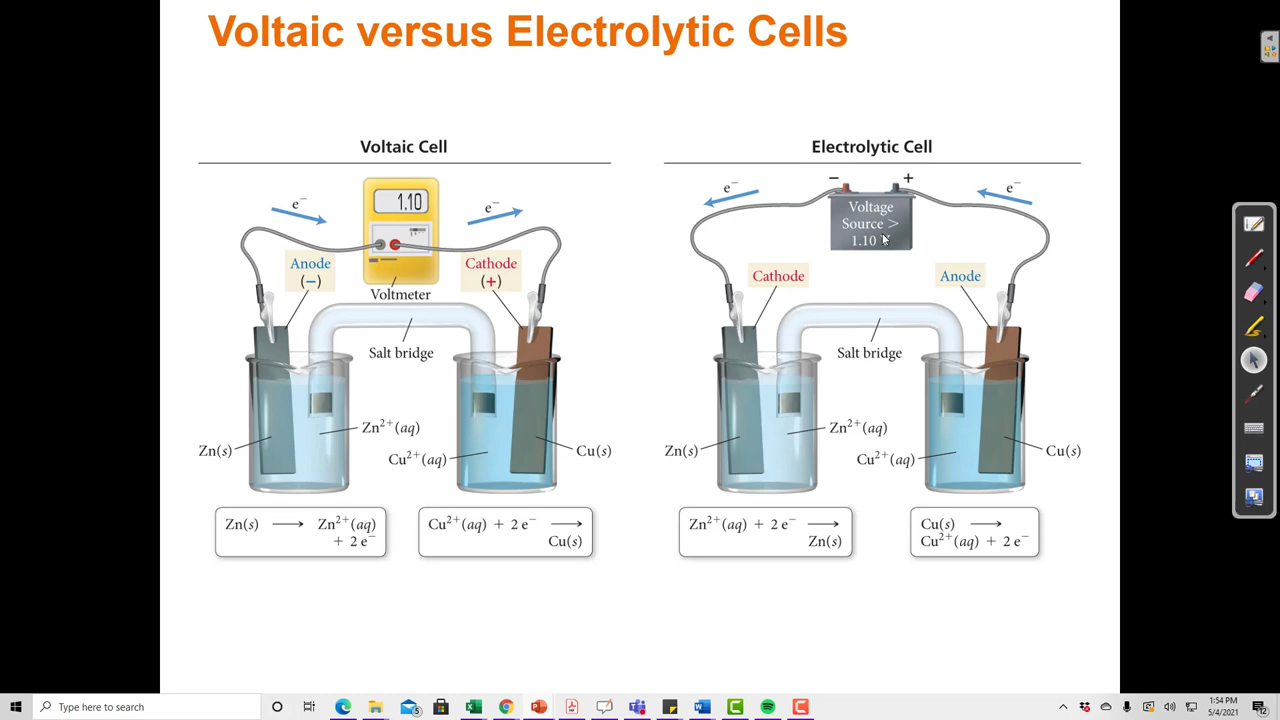 Voltaic versus Electrolytic Cells
Voltaic Cell
e⁻
1.10
e⁻
Anode
(−)
Cathode
(+)
Voltmeter
Salt bridge
Zn²⁺(aq)
Zn(s)
Cu²⁺(aq)
Cu(s)
Zn(s) ⟶ Zn²⁺(aq)
+ 2 e⁻
Cu²⁺(aq) + 2 e⁻ ⟶
Cu(s)
Electrolytic Cell
e⁻
− +
e⁻
Voltage
Source >
1.10
Cathode
Anode
Salt bridge
Zn²⁺(aq)
Zn(s)
Cu²⁺(aq)
Cu(s)
Zn²⁺(aq) + 2 e⁻ ⟶
Zn(s)
Cu(s) ⟶
Cu²⁺(aq) + 2 e⁻
Type here to search
5
1:54 PM
5/4/2021
12